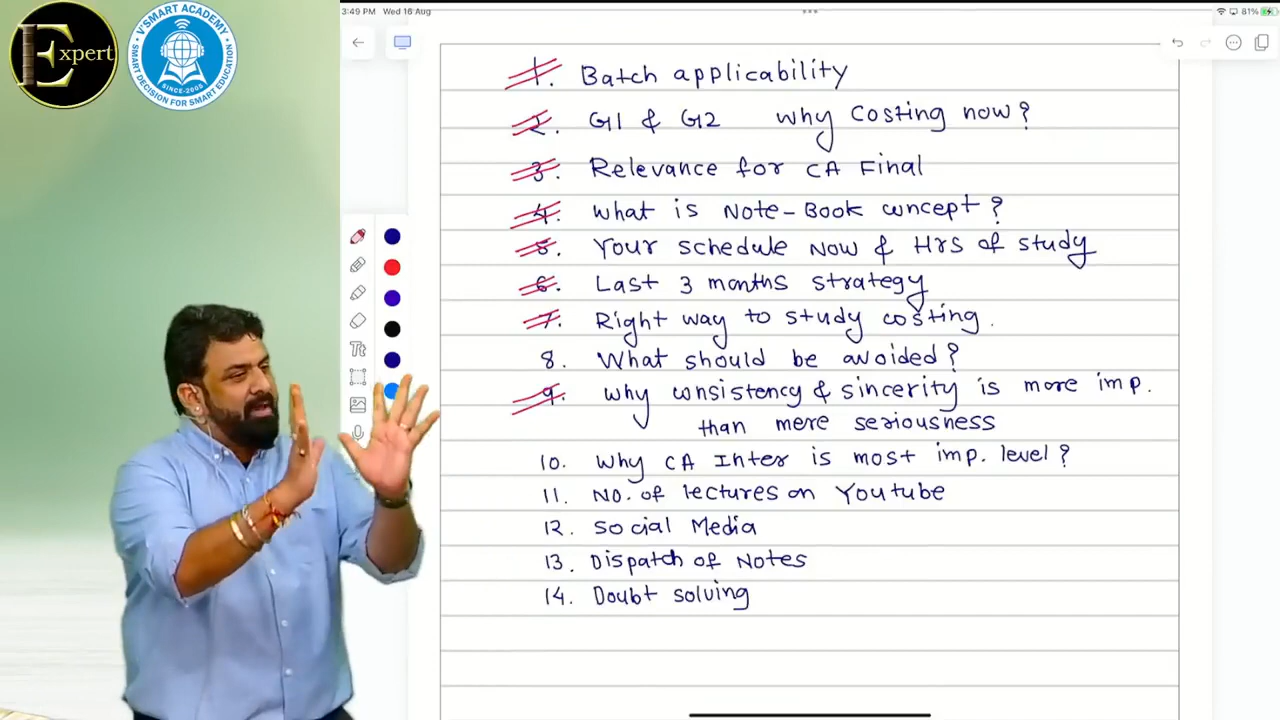 Expert
V'SMART ACADEMY
SINCE-2005
SMART DECISION FOR SMART EDUCATION
3:49 PM Wed 16 Aug
81%
Tt
1. Batch applicability
2. G1 & G2 why costing now?
3. Relevance for CA Final
4. What is Note-Book concept?
5. Your schedule Now & Hrs of study
6. Last 3 months strategy
7. Right way to study costing.
8. What should be avoided?
9. Why consistency & sincerity is more imp.
than mere seriousness
10. Why CA Inter is most imp. level?
11. No. of lectures on Youtube
12. Social Media
13. Dispatch of Notes
14. Doubt solving